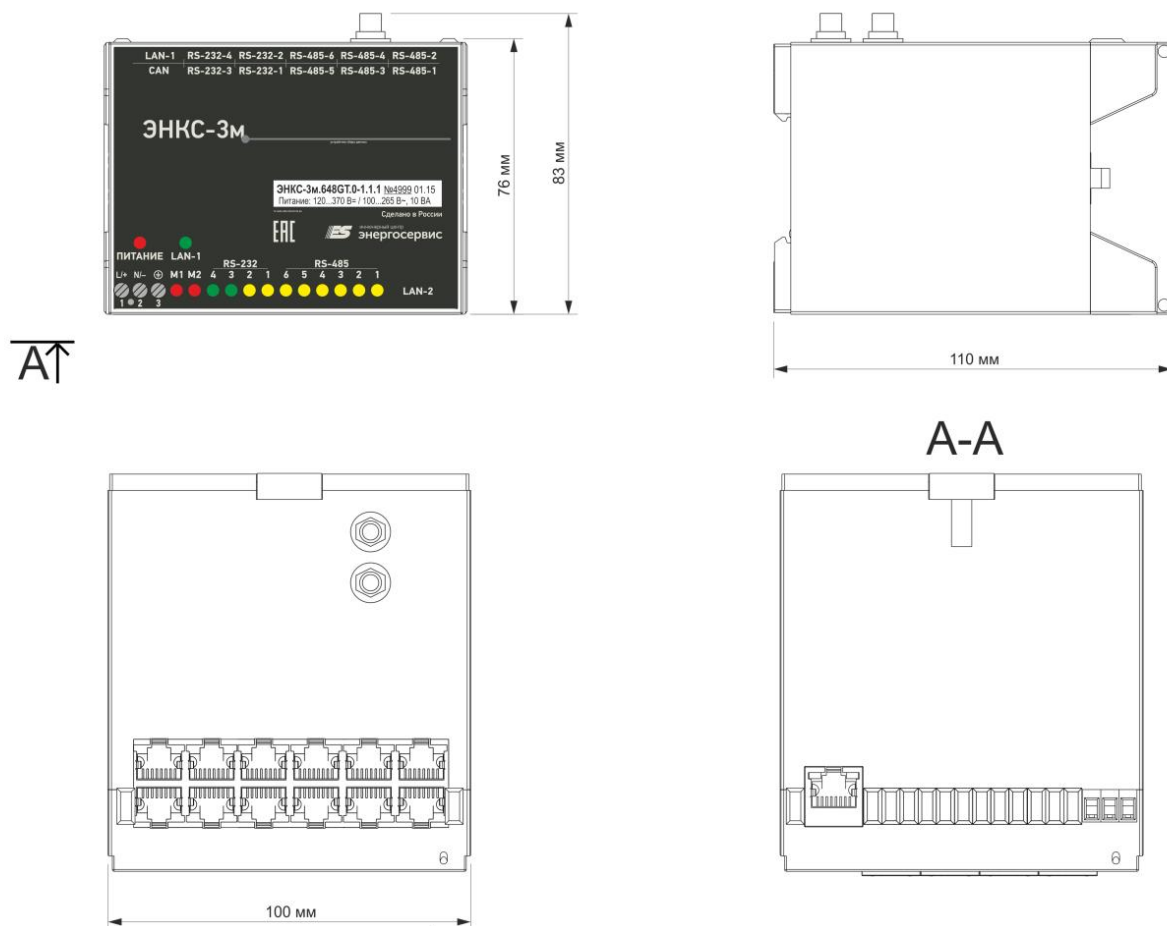 LAN-1 RS-232-4 RS-232-2 RS-485-6 RS-485-4 RS-485-2
CAN RS-232-3 RS-232-1 RS-485-5 RS-485-3 RS-485-1
ЭНКС-3м
ЭНКС-3м.648GT.0-1.1.1 №4999 01.15
Питание: 120...370 В= / 100...265 В~, 10 ВА
Сделано в России
EAC
ES
инженерный центр
энергосервис
ПИТАНИЕ LAN-1
RS-232 RS-485
L/+ N/– M1 M2 4 3 2 1 6 5 4 3 2 1
LAN-2
1 2 3
76 мм
83 мм
110 мм
А
А-А
100 мм